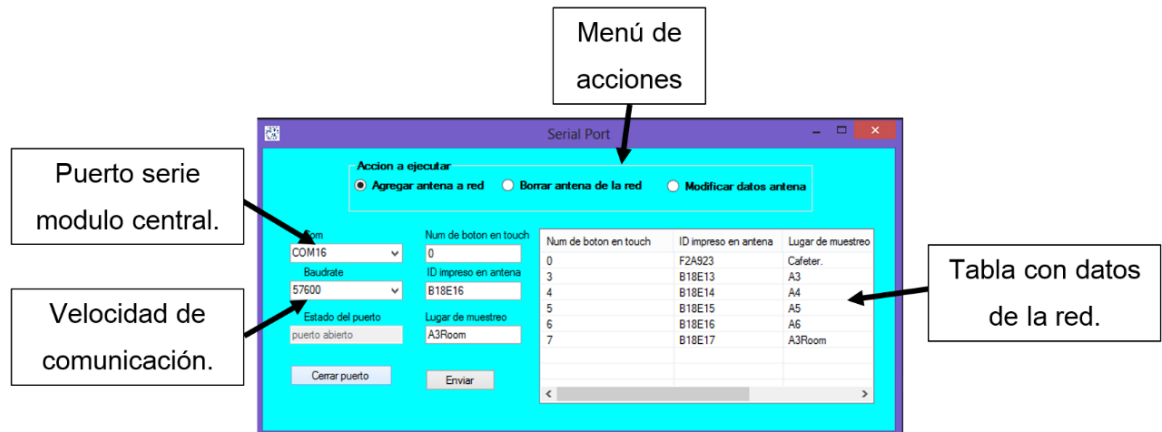 Menú de
acciones
Serial Port
Puerto serie
modulo central.
Accion a ejecutar
Agregar antena a red Borrar antena de la red Modificar datos antena
Com
COM16
Baudrate
57600
Estado del puerto
puerto abierto
Cerrar puerto
Num de boton en touch
0
ID impreso en antena
B18E16
Lugar de muestreo
A3Room
Enviar
Num de boton en touch ID impreso en antena Lugar de muestreo
0 F2A923 Cafeter.
3 B18E13 A3
4 B18E14 A4
5 B18E15 A5
6 B18E16 A6
7 B18E17 A3Room
Velocidad de
comunicación.
Tabla con datos
de la red.